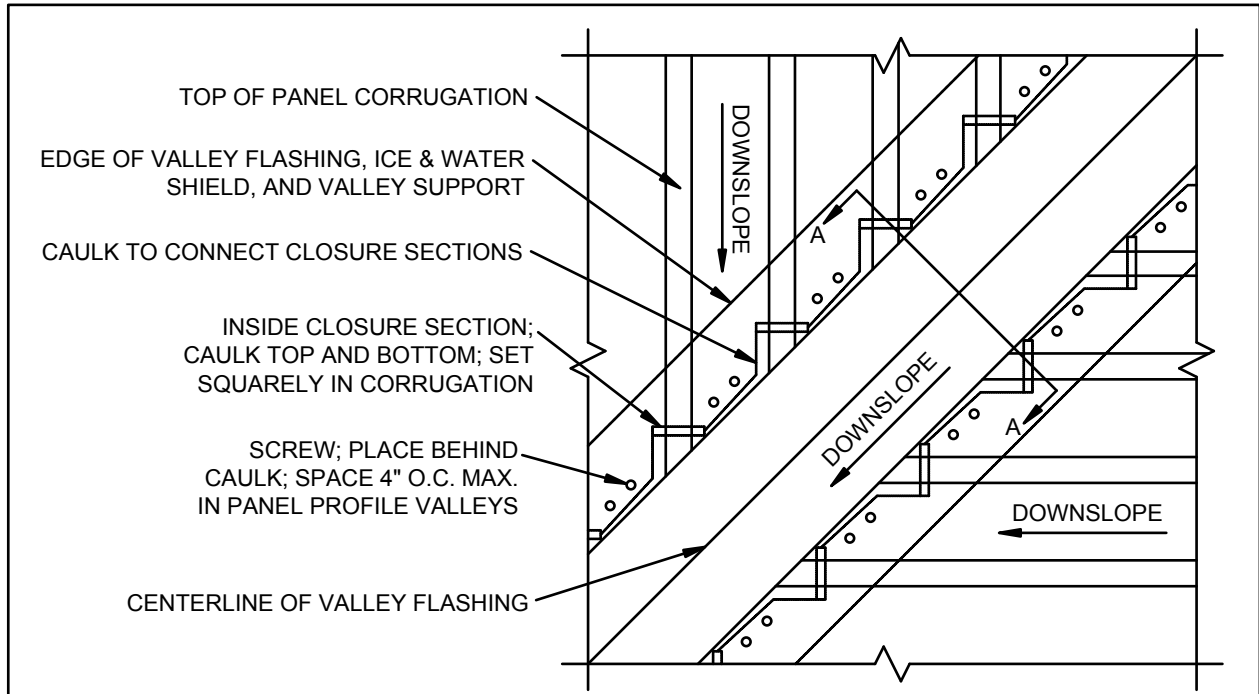 TOP OF PANEL CORRUGATION
EDGE OF VALLEY FLASHING, ICE & WATER
SHIELD, AND VALLEY SUPPORT
CAULK TO CONNECT CLOSURE SECTIONS
INSIDE CLOSURE SECTION;
CAULK TOP AND BOTTOM; SET
SQUARELY IN CORRUGATION
SCREW; PLACE BEHIND
CAULK; SPACE 4" O.C. MAX.
IN PANEL PROFILE VALLEYS
CENTERLINE OF VALLEY FLASHING
DOWNSLOPE
A
DOWNSLOPE
A
DOWNSLOPE